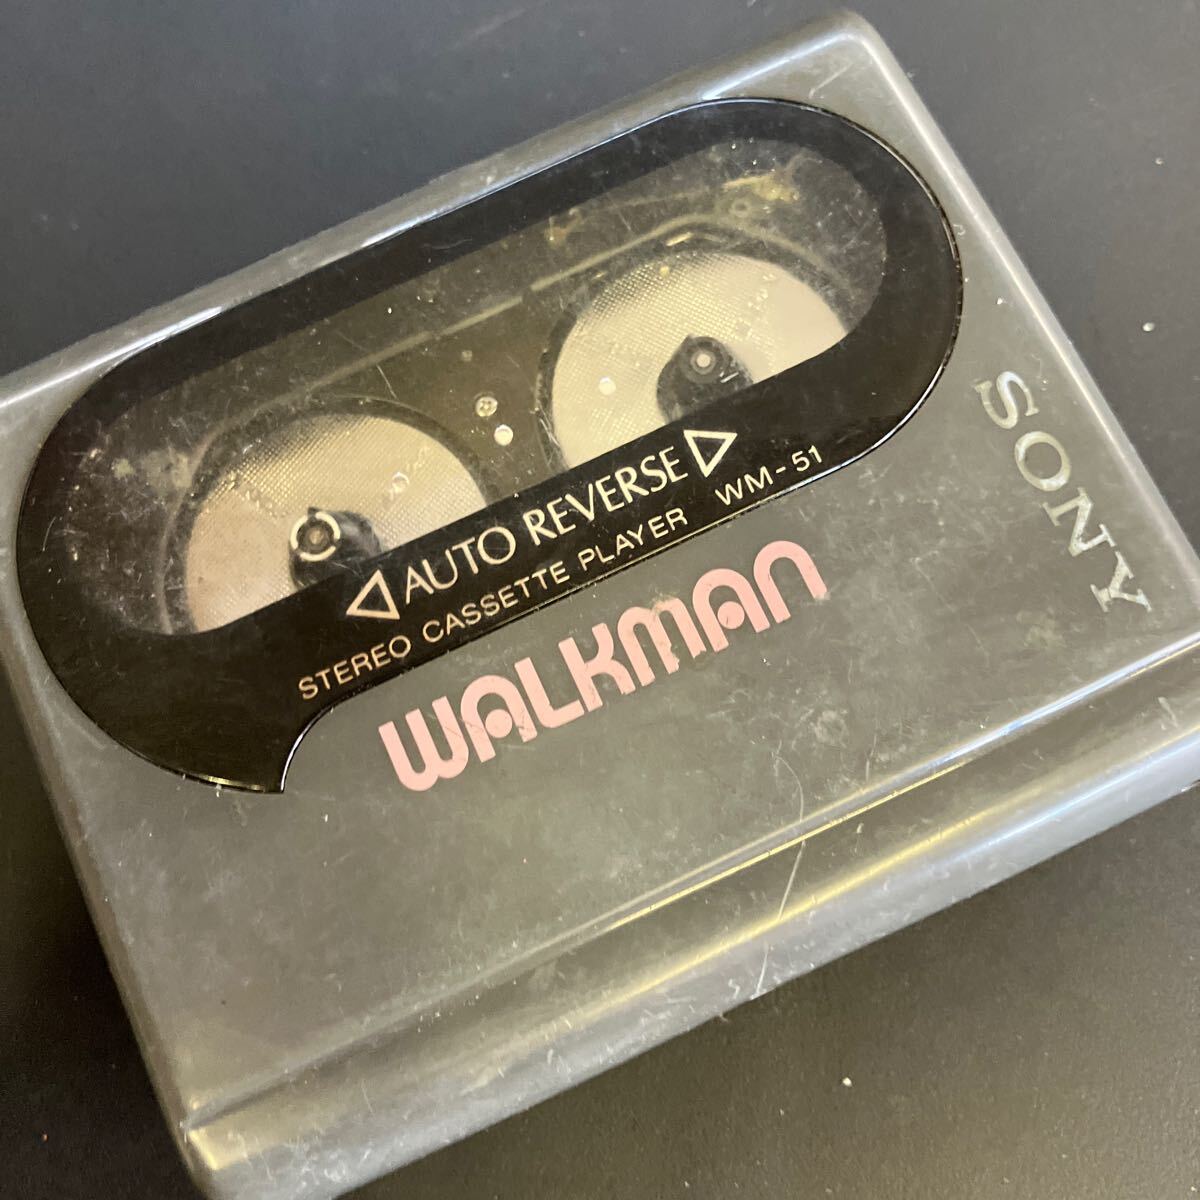 ◁ AUTO REVERSE ▷
STEREO CASSETTE PLAYER WM-51
WALKMAN
SONY